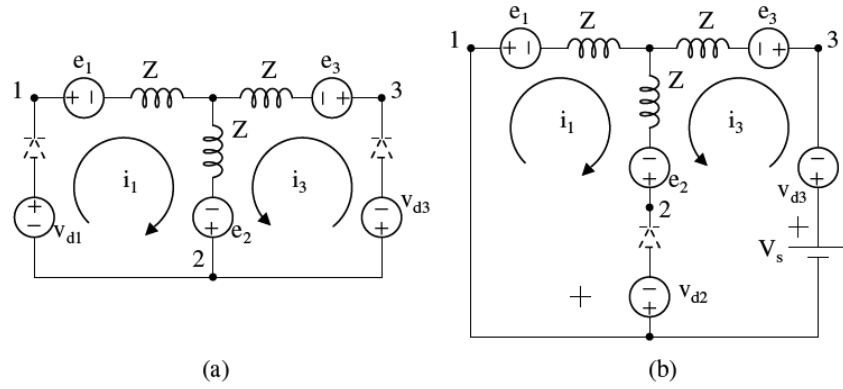 e1
Z
Z
e3
1
3
Z
i1
i3
+
−
vd1
−
+
e2
−
+
vd3
2
(a)
1
e1
Z
Z
e3
3
Z
i1
i3
−
+
e2
2
−
+
vd3
+
Vs
+
−
+
vd2
(b)